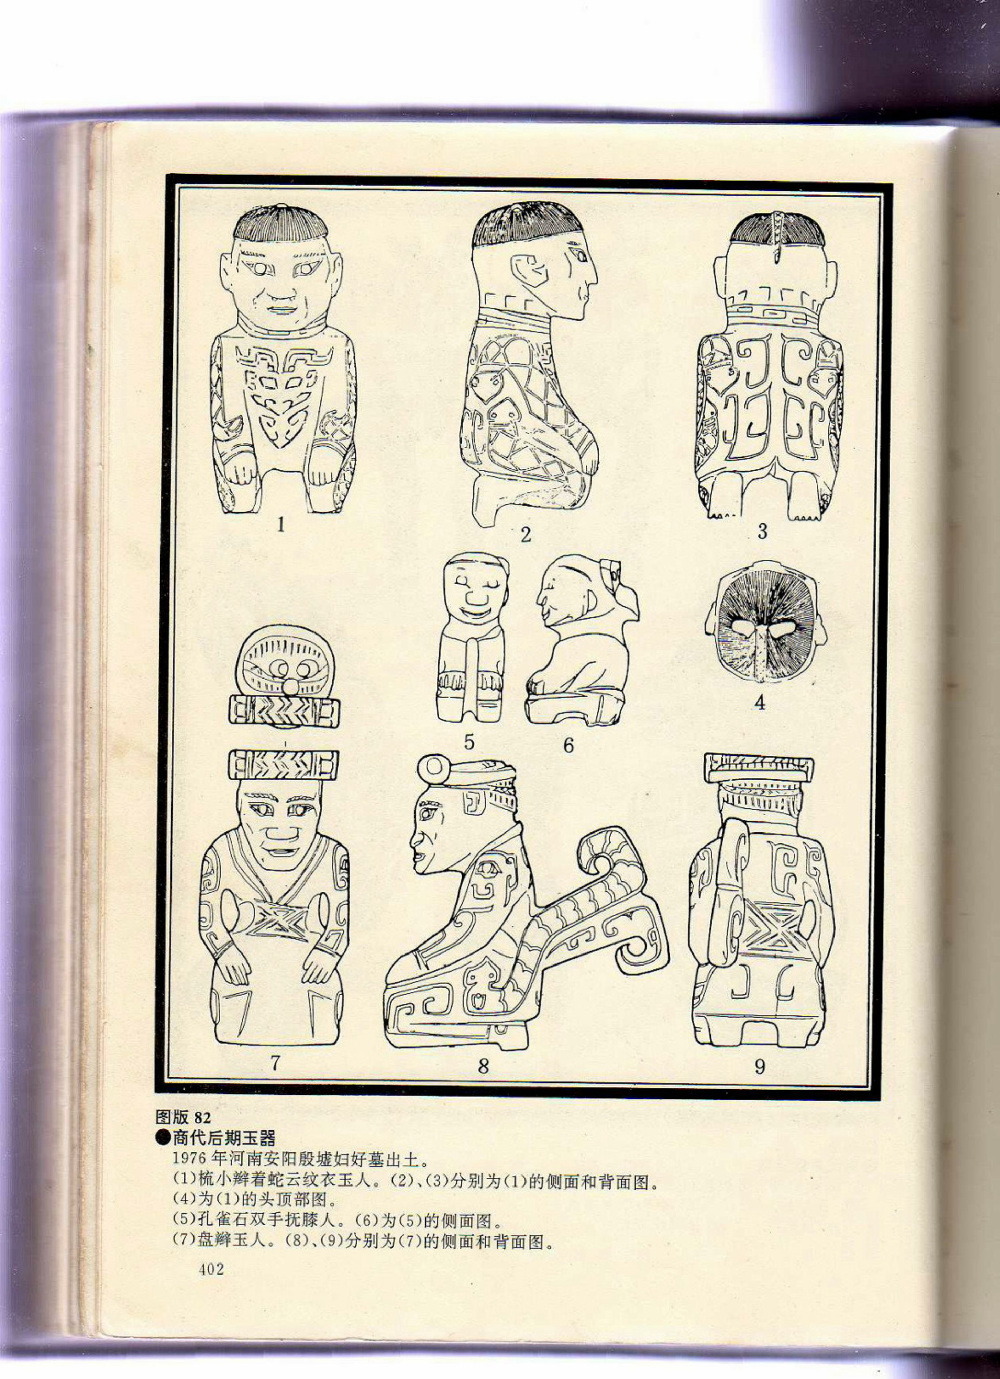 1
2
3
4
5
6
7
8
9
图版 82
●商代后期玉器
1976年河南安阳殷墟妇好墓出土。
(1)梳小辫着蛇云纹衣玉人。(2)、(3)分别为(1)的侧面和背面图。
(4)为(1)的头顶部图。
(5)孔雀石双手抚膝人。(6)为(5)的侧面图。
(7)盘辫玉人。(8)、(9)分别为(7)的侧面和背面图。
402